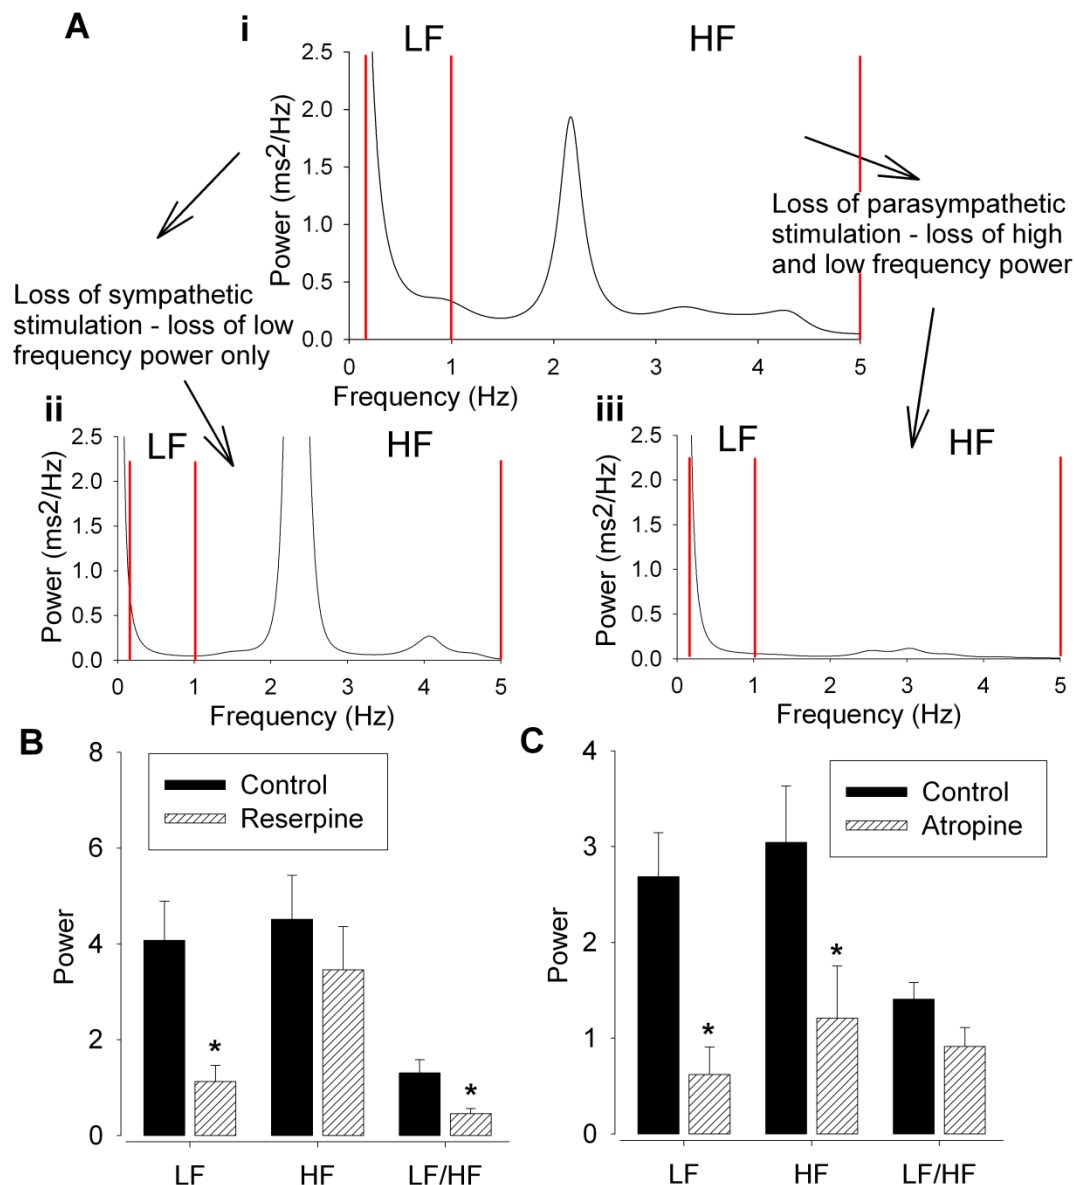 A
i
LF
HF
2.5
2.0
1.5
1.0
0.5
0.0
Power (ms2/Hz)
0 1 2 3 4 5
Frequency (Hz)
Loss of sympathetic
stimulation - loss of low
frequency power only
Loss of parasympathetic
stimulation - loss of high
and low frequency power
ii
LF
HF
2.5
2.0
1.5
1.0
0.5
0.0
Power (ms2/Hz)
0 1 2 3 4 5
Frequency (Hz)
iii
LF
HF
2.5
2.0
1.5
1.0
0.5
0.0
Power (ms2/Hz)
0 1 2 3 4 5
Frequency (Hz)
B
8
6
4
2
0
Power
Control
Reserpine
*
*
LF HF LF/HF
C
4
3
2
1
0
Power
Control
Atropine
*
*
LF HF LF/HF